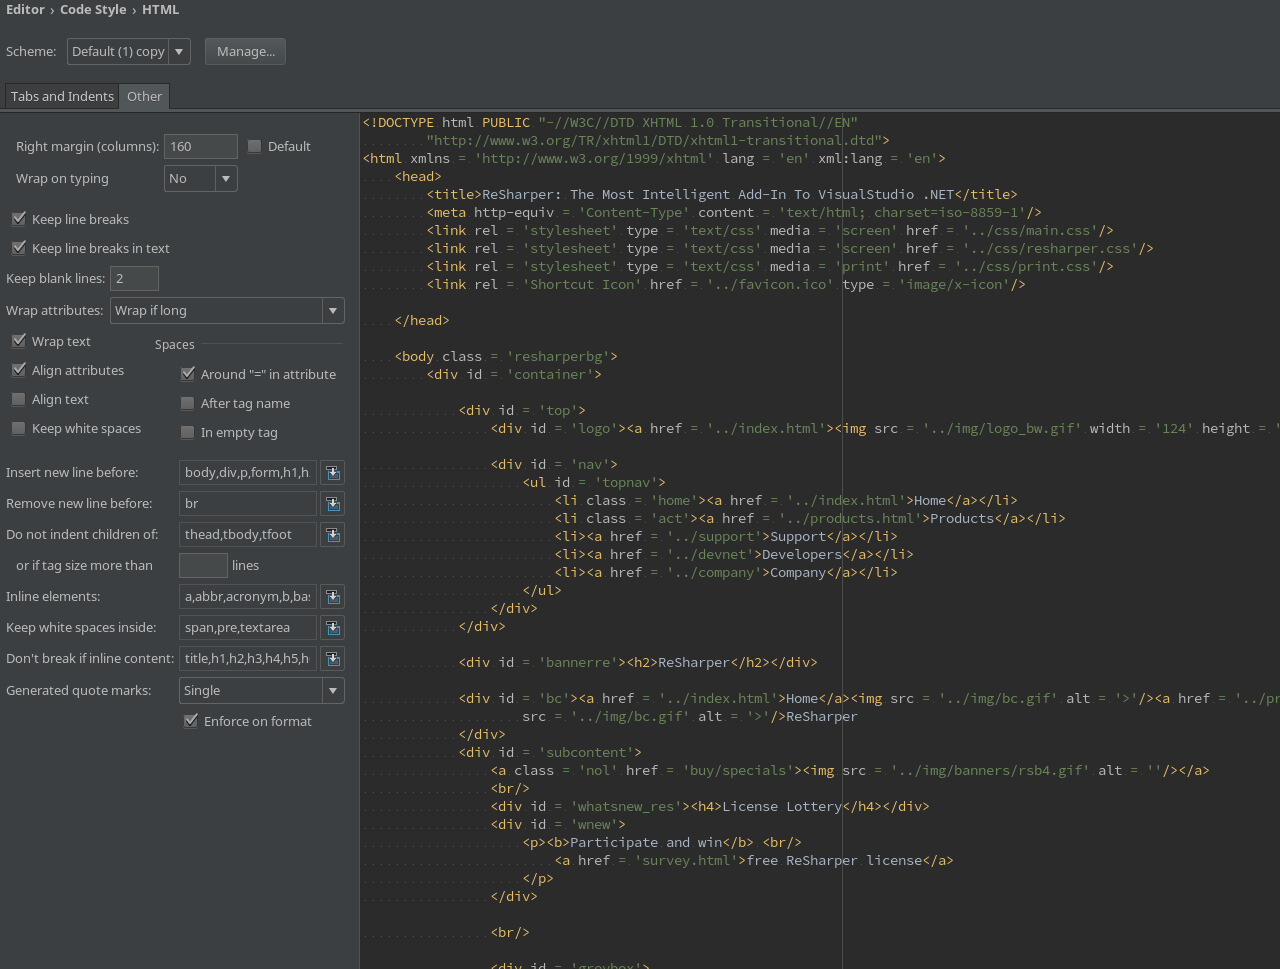 Editor › Code Style › HTML
Scheme: Default (1) copy Manage...
Tabs and Indents Other
Right margin (columns): 160 Default
Wrap on typing No
Keep line breaks
Keep line breaks in text
Keep blank lines: 2
Wrap attributes: Wrap if long
Wrap text
Align attributes
Align text
Keep white spaces
Spaces
Around "=" in attribute
After tag name
In empty tag
Insert new line before: body,div,p,form,h1,h
Remove new line before: br
Do not indent children of: thead,tbody,tfoot
or if tag size more than lines
Inline elements: a,abbr,acronym,b,bas
Keep white spaces inside: span,pre,textarea
Don't break if inline content: title,h1,h2,h3,h4,h5,h
Generated quote marks: Single
Enforce on format
<!DOCTYPE html PUBLIC "-//W3C//DTD XHTML 1.0 Transitional//EN"
"http://www.w3.org/TR/xhtml1/DTD/xhtml1-transitional.dtd">
<html xmlns = 'http://www.w3.org/1999/xhtml' lang = 'en' xml:lang = 'en'>
<head>
<title>ReSharper: The Most Intelligent Add-In To VisualStudio .NET</title>
<meta http-equiv = 'Content-Type' content = 'text/html; charset=iso-8859-1'/>
<link rel = 'stylesheet' type = 'text/css' media = 'screen' href = '../css/main.css'/>
<link rel = 'stylesheet' type = 'text/css' media = 'screen' href = '../css/resharper.css'/>
<link rel = 'stylesheet' type = 'text/css' media = 'print' href = '../css/print.css'/>
<link rel = 'Shortcut Icon' href = '../favicon.ico' type = 'image/x-icon'/>
</head>
<body class = 'resharperbg'>
<div id = 'container'>
<div id = 'top'>
<div id = 'logo'><a href = '../index.html'><img src = '../img/logo_bw.gif' width = '124' height = '
<div id = 'nav'>
<ul id = 'topnav'>
<li class = 'home'><a href = '../index.html'>Home</a></li>
<li class = 'act'><a href = '../products.html'>Products</a></li>
<li><a href = '../support'>Support</a></li>
<li><a href = '../devnet'>Developers</a></li>
<li><a href = '../company'>Company</a></li>
</ul>
</div>
</div>
<div id = 'bannerre'><h2>ReSharper</h2></div>
<div id = 'bc'><a href = '../index.html'>Home</a><img src = '../img/bc.gif' alt = '>'/><a href = '../pr
src = '../img/bc.gif' alt = '>'/>ReSharper
</div>
<div id = 'subcontent'>
<a class = 'nol' href = 'buy/specials'><img src = '../img/banners/rsb4.gif' alt = ''/></a>
<br/>
<div id = 'whatsnew_res'><h4>License Lottery</h4></div>
<div id = 'wnew'>
<p><b>Participate and win</b> <br/>
<a href = 'survey.html'>free ReSharper license</a>
</p>
</div>
<br/>
<div id = 'greybox'>